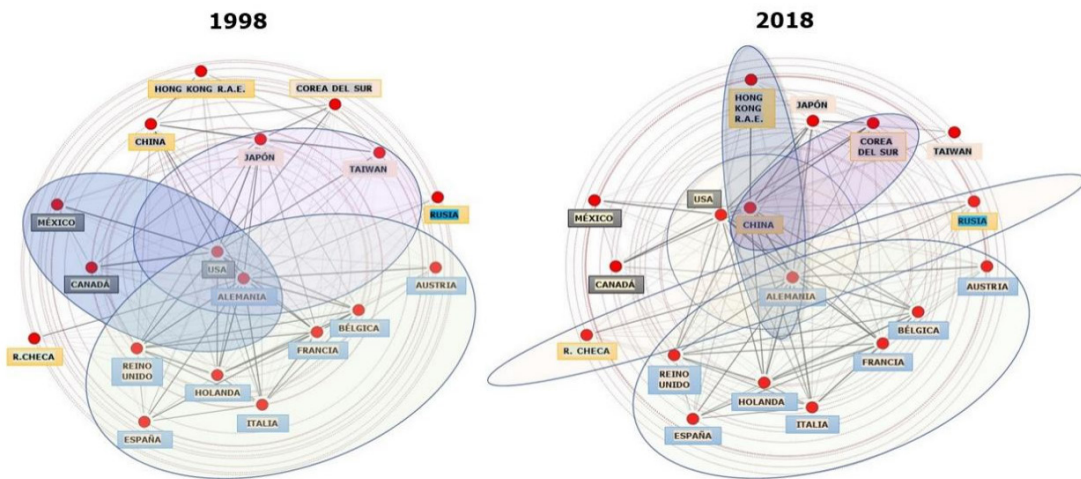 1998
HONG KONG R.A.E.
COREA DEL SUR
CHINA
JAPÓN
TAIWAN
MÉXICO
RUSIA
CANADÁ
USA
ALEMANIA
AUSTRIA
BÉLGICA
R.CHECA
FRANCIA
REINO
UNIDO
HOLANDA
ITALIA
ESPAÑA
2018
HONG
KONG
R.A.E.
JAPÓN
COREA
DEL SUR
TAIWAN
USA
MÉXICO
CHINA
RUSIA
CANADÁ
ALEMANIA
AUSTRIA
BÉLGICA
R. CHECA
FRANCIA
REINO
UNIDO
HOLANDA
ITALIA
ESPAÑA